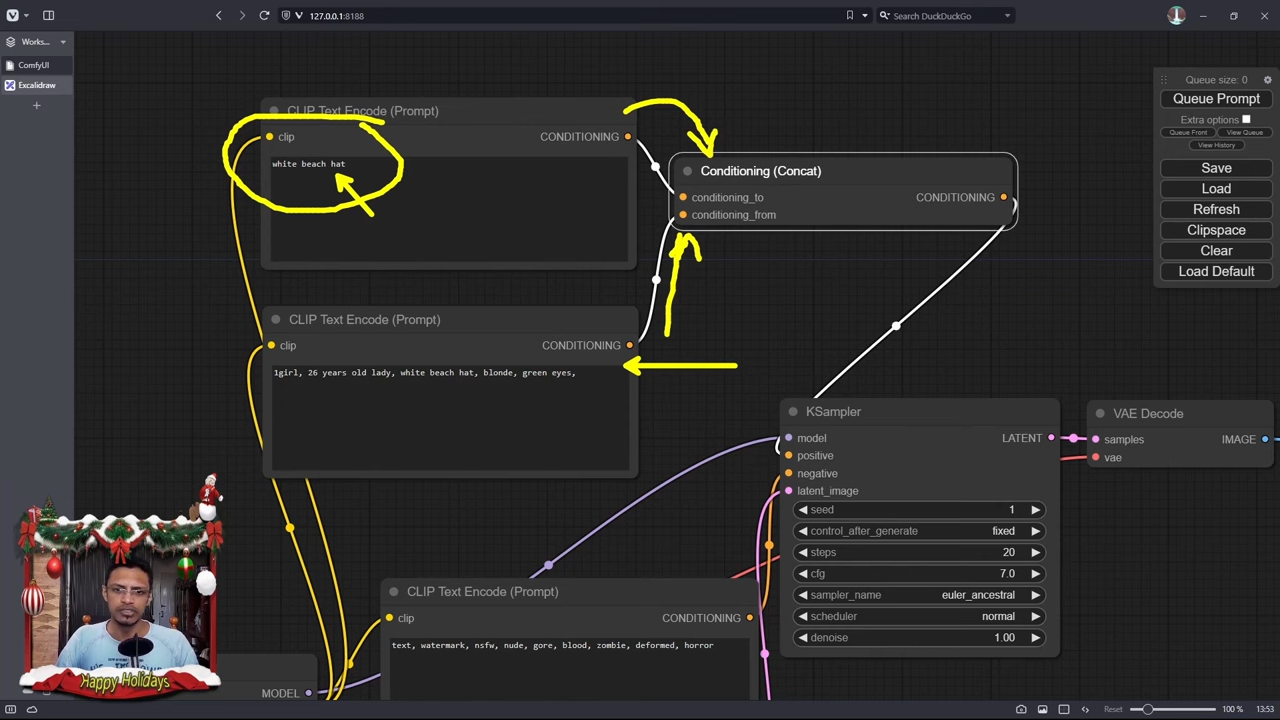 127.0.0.1:8188
Search DuckDuckGo
Works...
ComfyUI
Excalidraw
Queue size: 0
Queue Prompt
Extra options
Queue Front
View Queue
View History
Save
Load
Refresh
Clipspace
Clear
Load Default
CLIP Text Encode (Prompt)
clip
CONDITIONING
white beach hat
Conditioning (Concat)
conditioning_to
CONDITIONING
conditioning_from
CLIP Text Encode (Prompt)
clip
CONDITIONING
1girl, 26 years old lady, white beach hat, blonde, green eyes,
KSampler
model
LATENT
positive
negative
latent_image
seed 1
control_after_generate fixed
steps 20
cfg 7.0
sampler_name euler_ancestral
scheduler normal
denoise 1.00
VAE Decode
samples
IMAGE
vae
CLIP Text Encode (Prompt)
clip
CONDITIONING
text, watermark, nsfw, nude, gore, blood, zombie, deformed, horror
MODEL
Happy Holidays
Reset
100 %
13:53